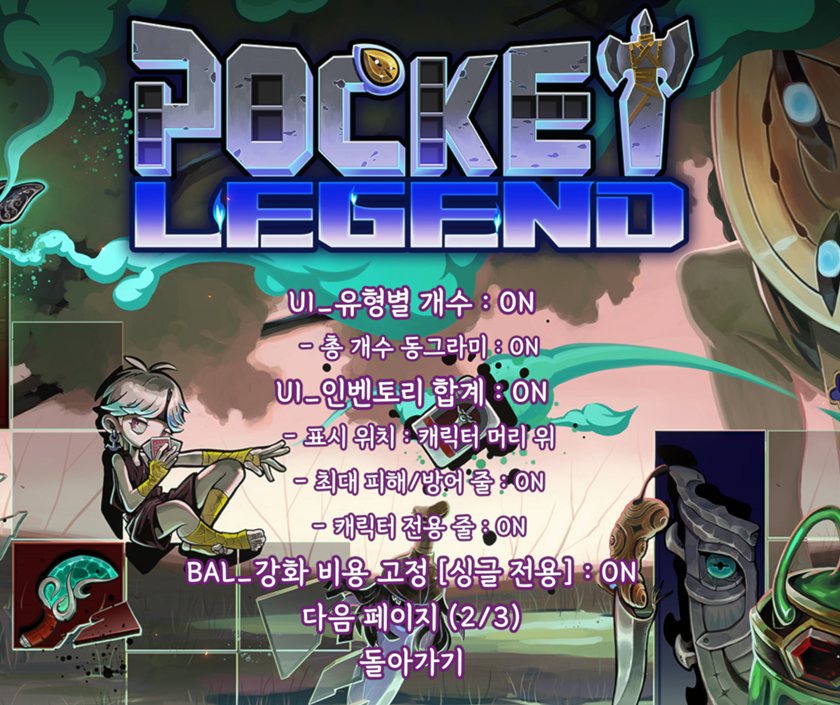 POCKET
LEGEND
UI_유형별 개수 : ON
- 총 개수 동그라미 : ON
UI_인벤토리 합계 : ON
- 표시 위치 : 캐릭터 머리 위
- 최대 피해/방어 줄 : ON
- 캐릭터 전용 줄 : ON
BAL_강화 비용 고정 [싱글 전용] : ON
다음 페이지 (2/3)
돌아가기